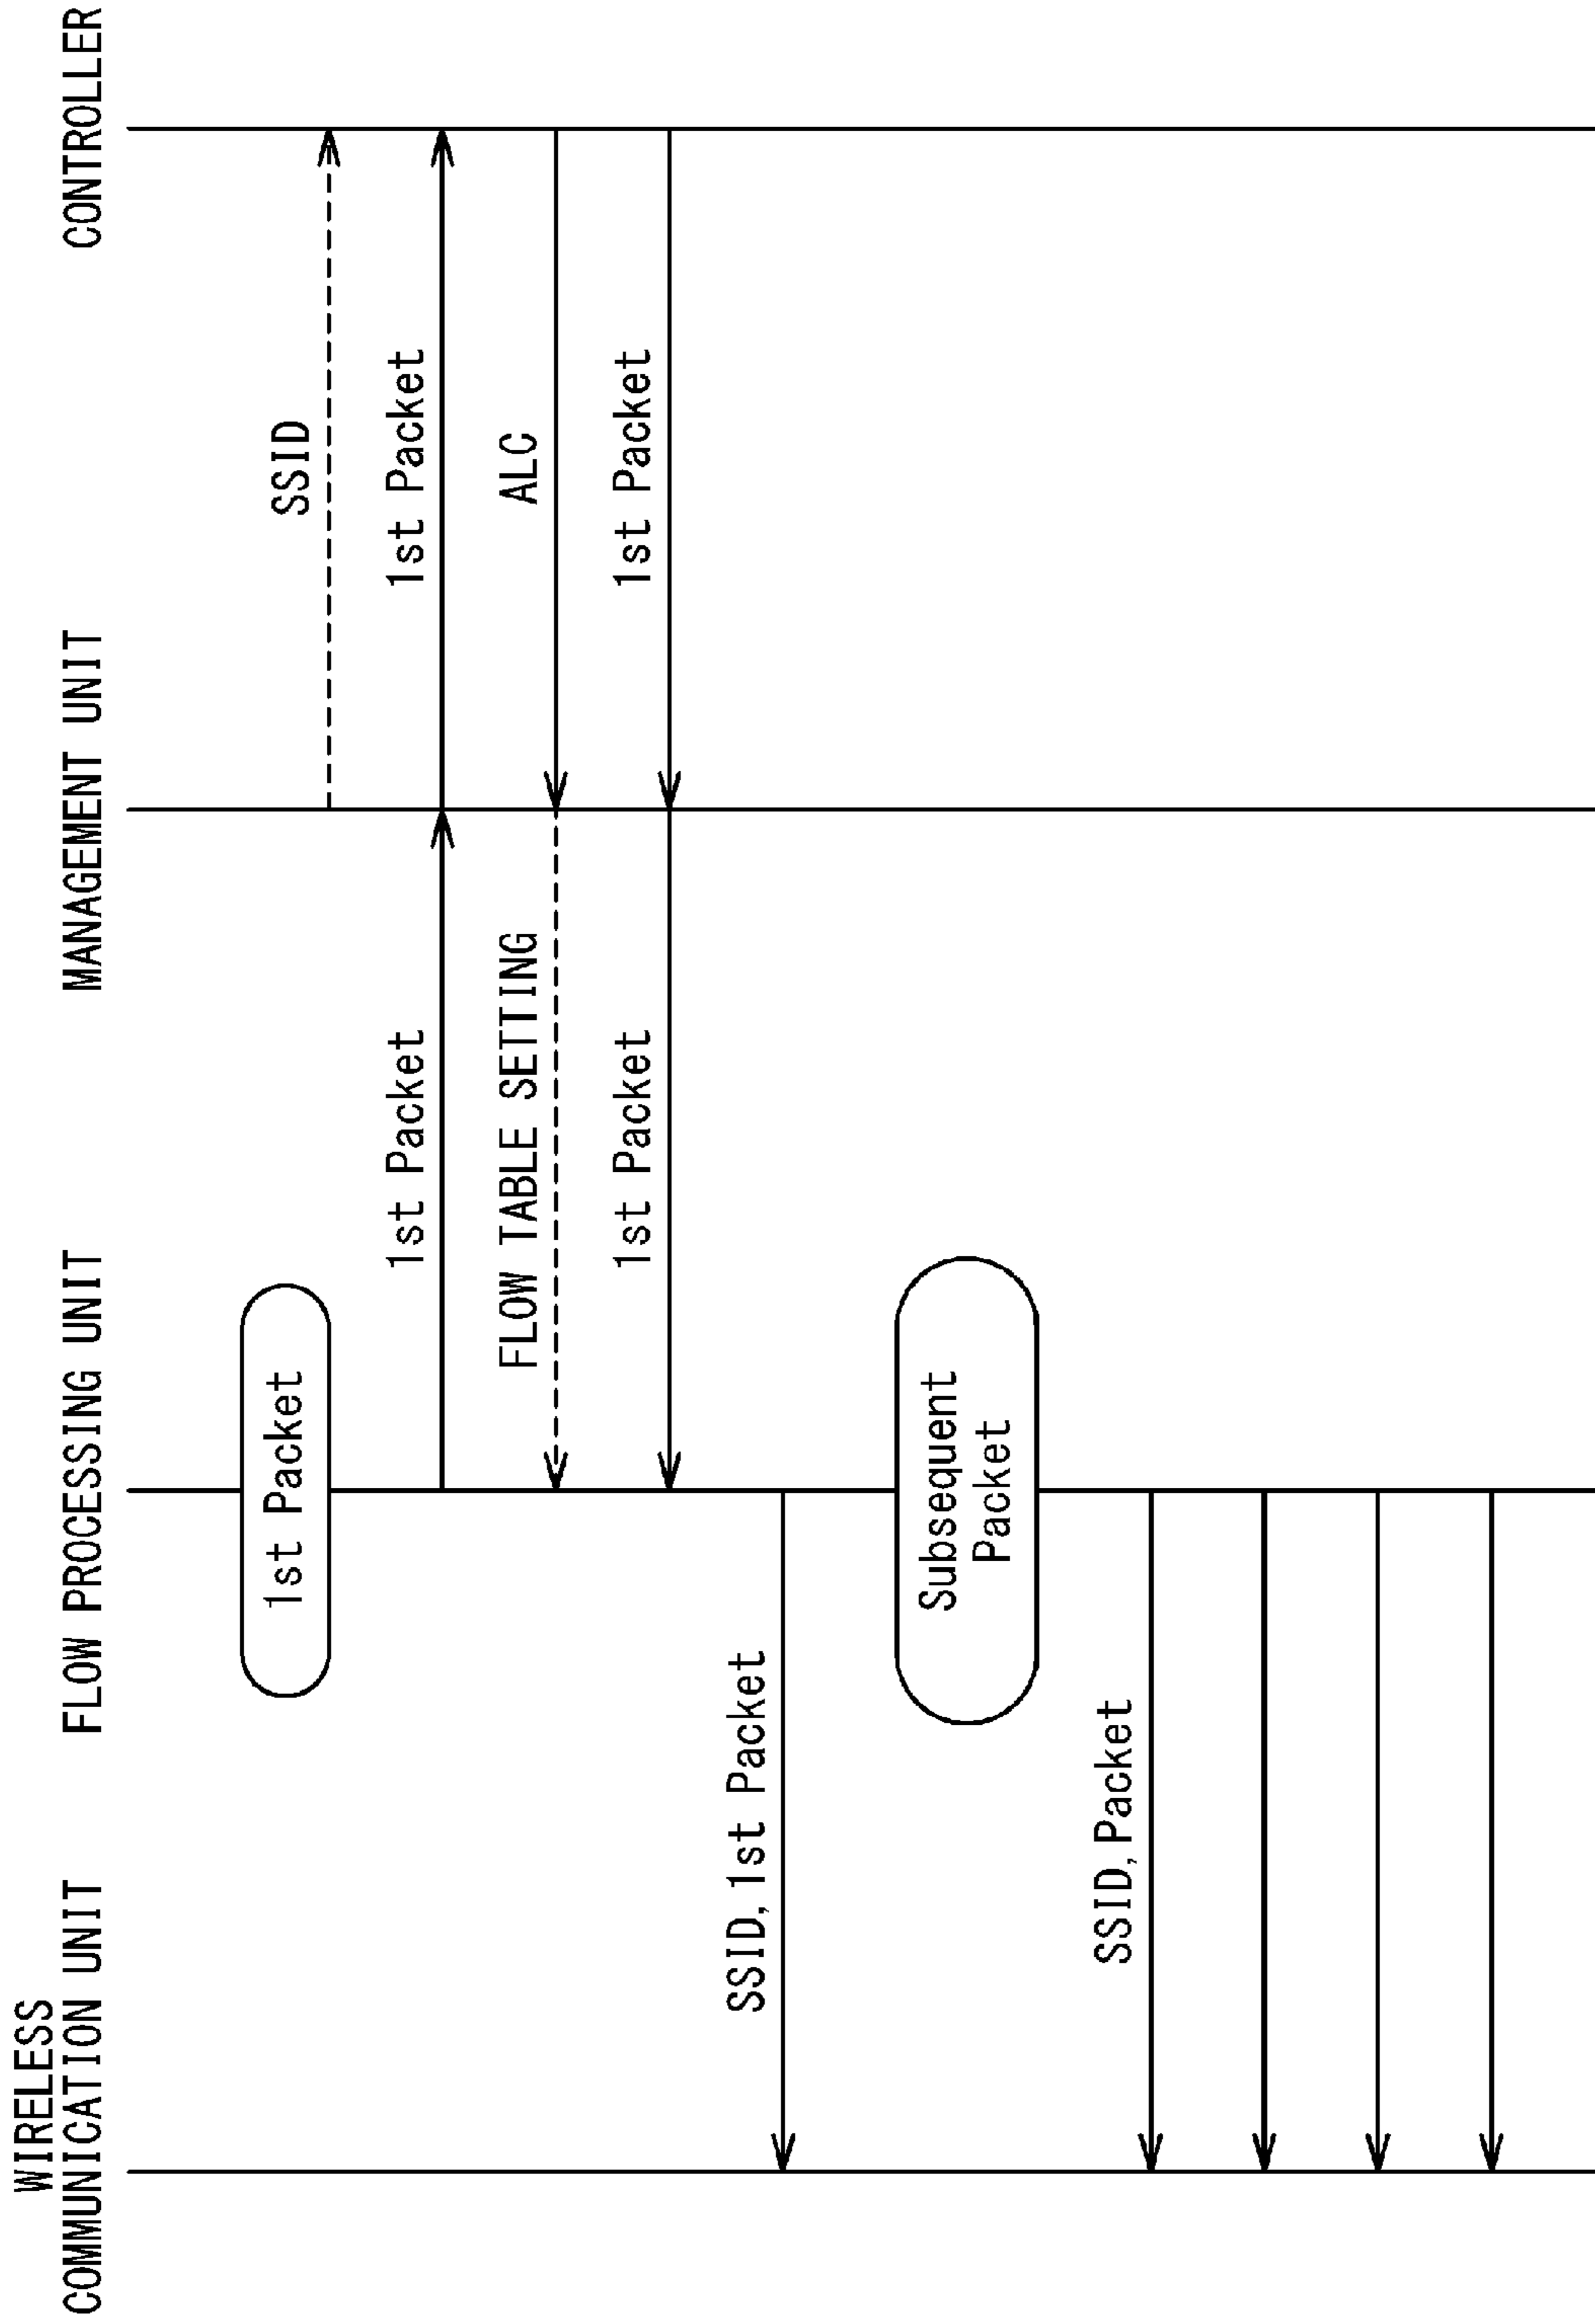 WIRELESS
COMMUNICATION UNIT
FLOW PROCESSING UNIT
MANAGEMENT UNIT
CONTROLLER
1st Packet
SSID
1st Packet
1st Packet
FLOW TABLE SETTING
ALC
1st Packet
1st Packet
SSID, 1st Packet
Subsequent
Packet
SSID, Packet